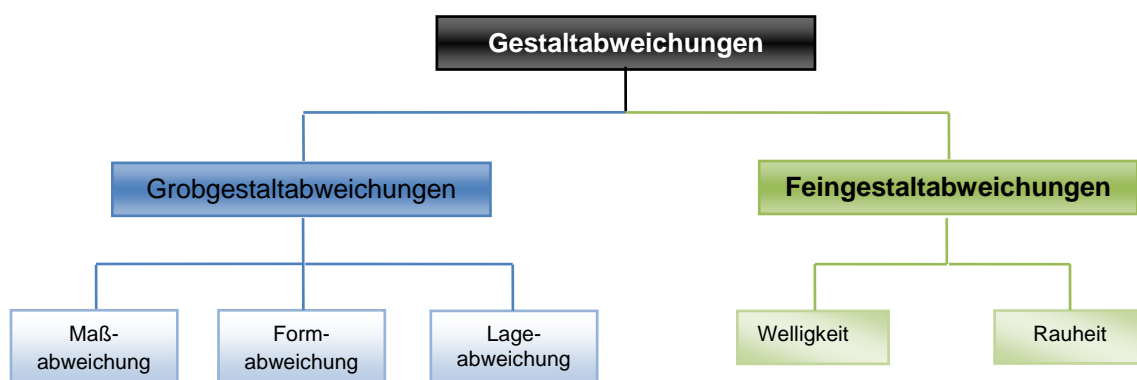 Gestaltabweichungen
Grobgestaltabweichungen
Feingestaltabweichungen
Maß-
abweichung
Form-
abweichung
Lage-
abweichung
Welligkeit
Rauheit